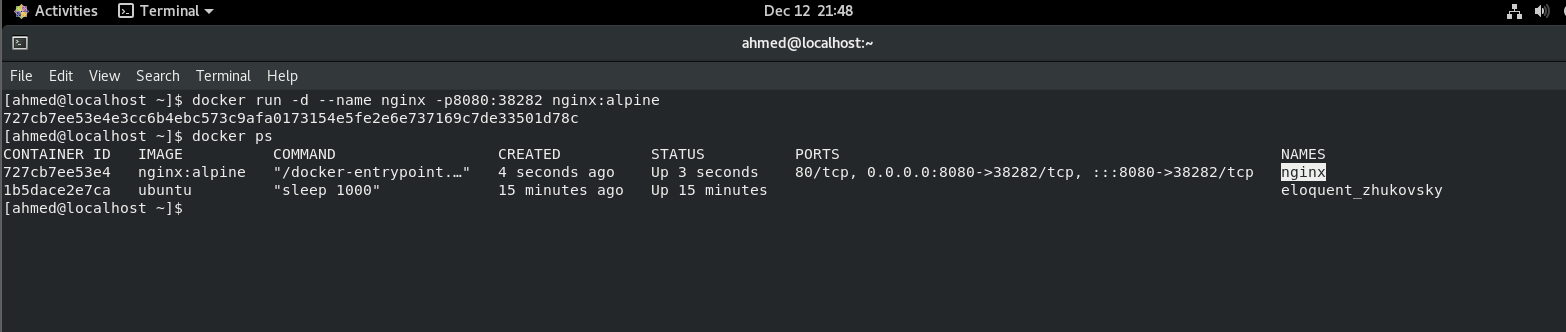 Activities Terminal Dec 12 21:48
ahmed@localhost:~
File Edit View Search Terminal Help
[ahmed@localhost ~]$ docker run -d --name nginx -p8080:38282 nginx:alpine
727cb7ee53e4e3cc6b4ebc573c9afa0173154e5fe2e6e737169c7de33501d78c
[ahmed@localhost ~]$ docker ps
CONTAINER ID   IMAGE          COMMAND                  CREATED          STATUS          PORTS                                                 NAMES
727cb7ee53e4   nginx:alpine   "/docker-entrypoint.…"   4 seconds ago    Up 3 seconds    80/tcp, 0.0.0.0:8080->38282/tcp, :::8080->38282/tcp   nginx
1b5dace2e7ca   ubuntu         "sleep 1000"             15 minutes ago   Up 15 minutes                                                         eloquent_zhukovsky
[ahmed@localhost ~]$